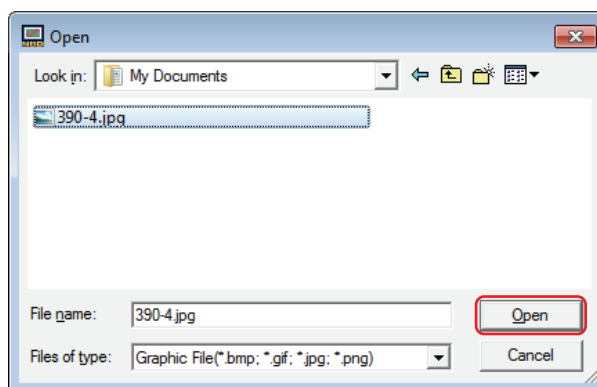 Open
Look in: My Documents
390-4.jpg
File name: 390-4.jpg Open
Files of type: Graphic File(*.bmp; *.gif; *.jpg; *.png) Cancel